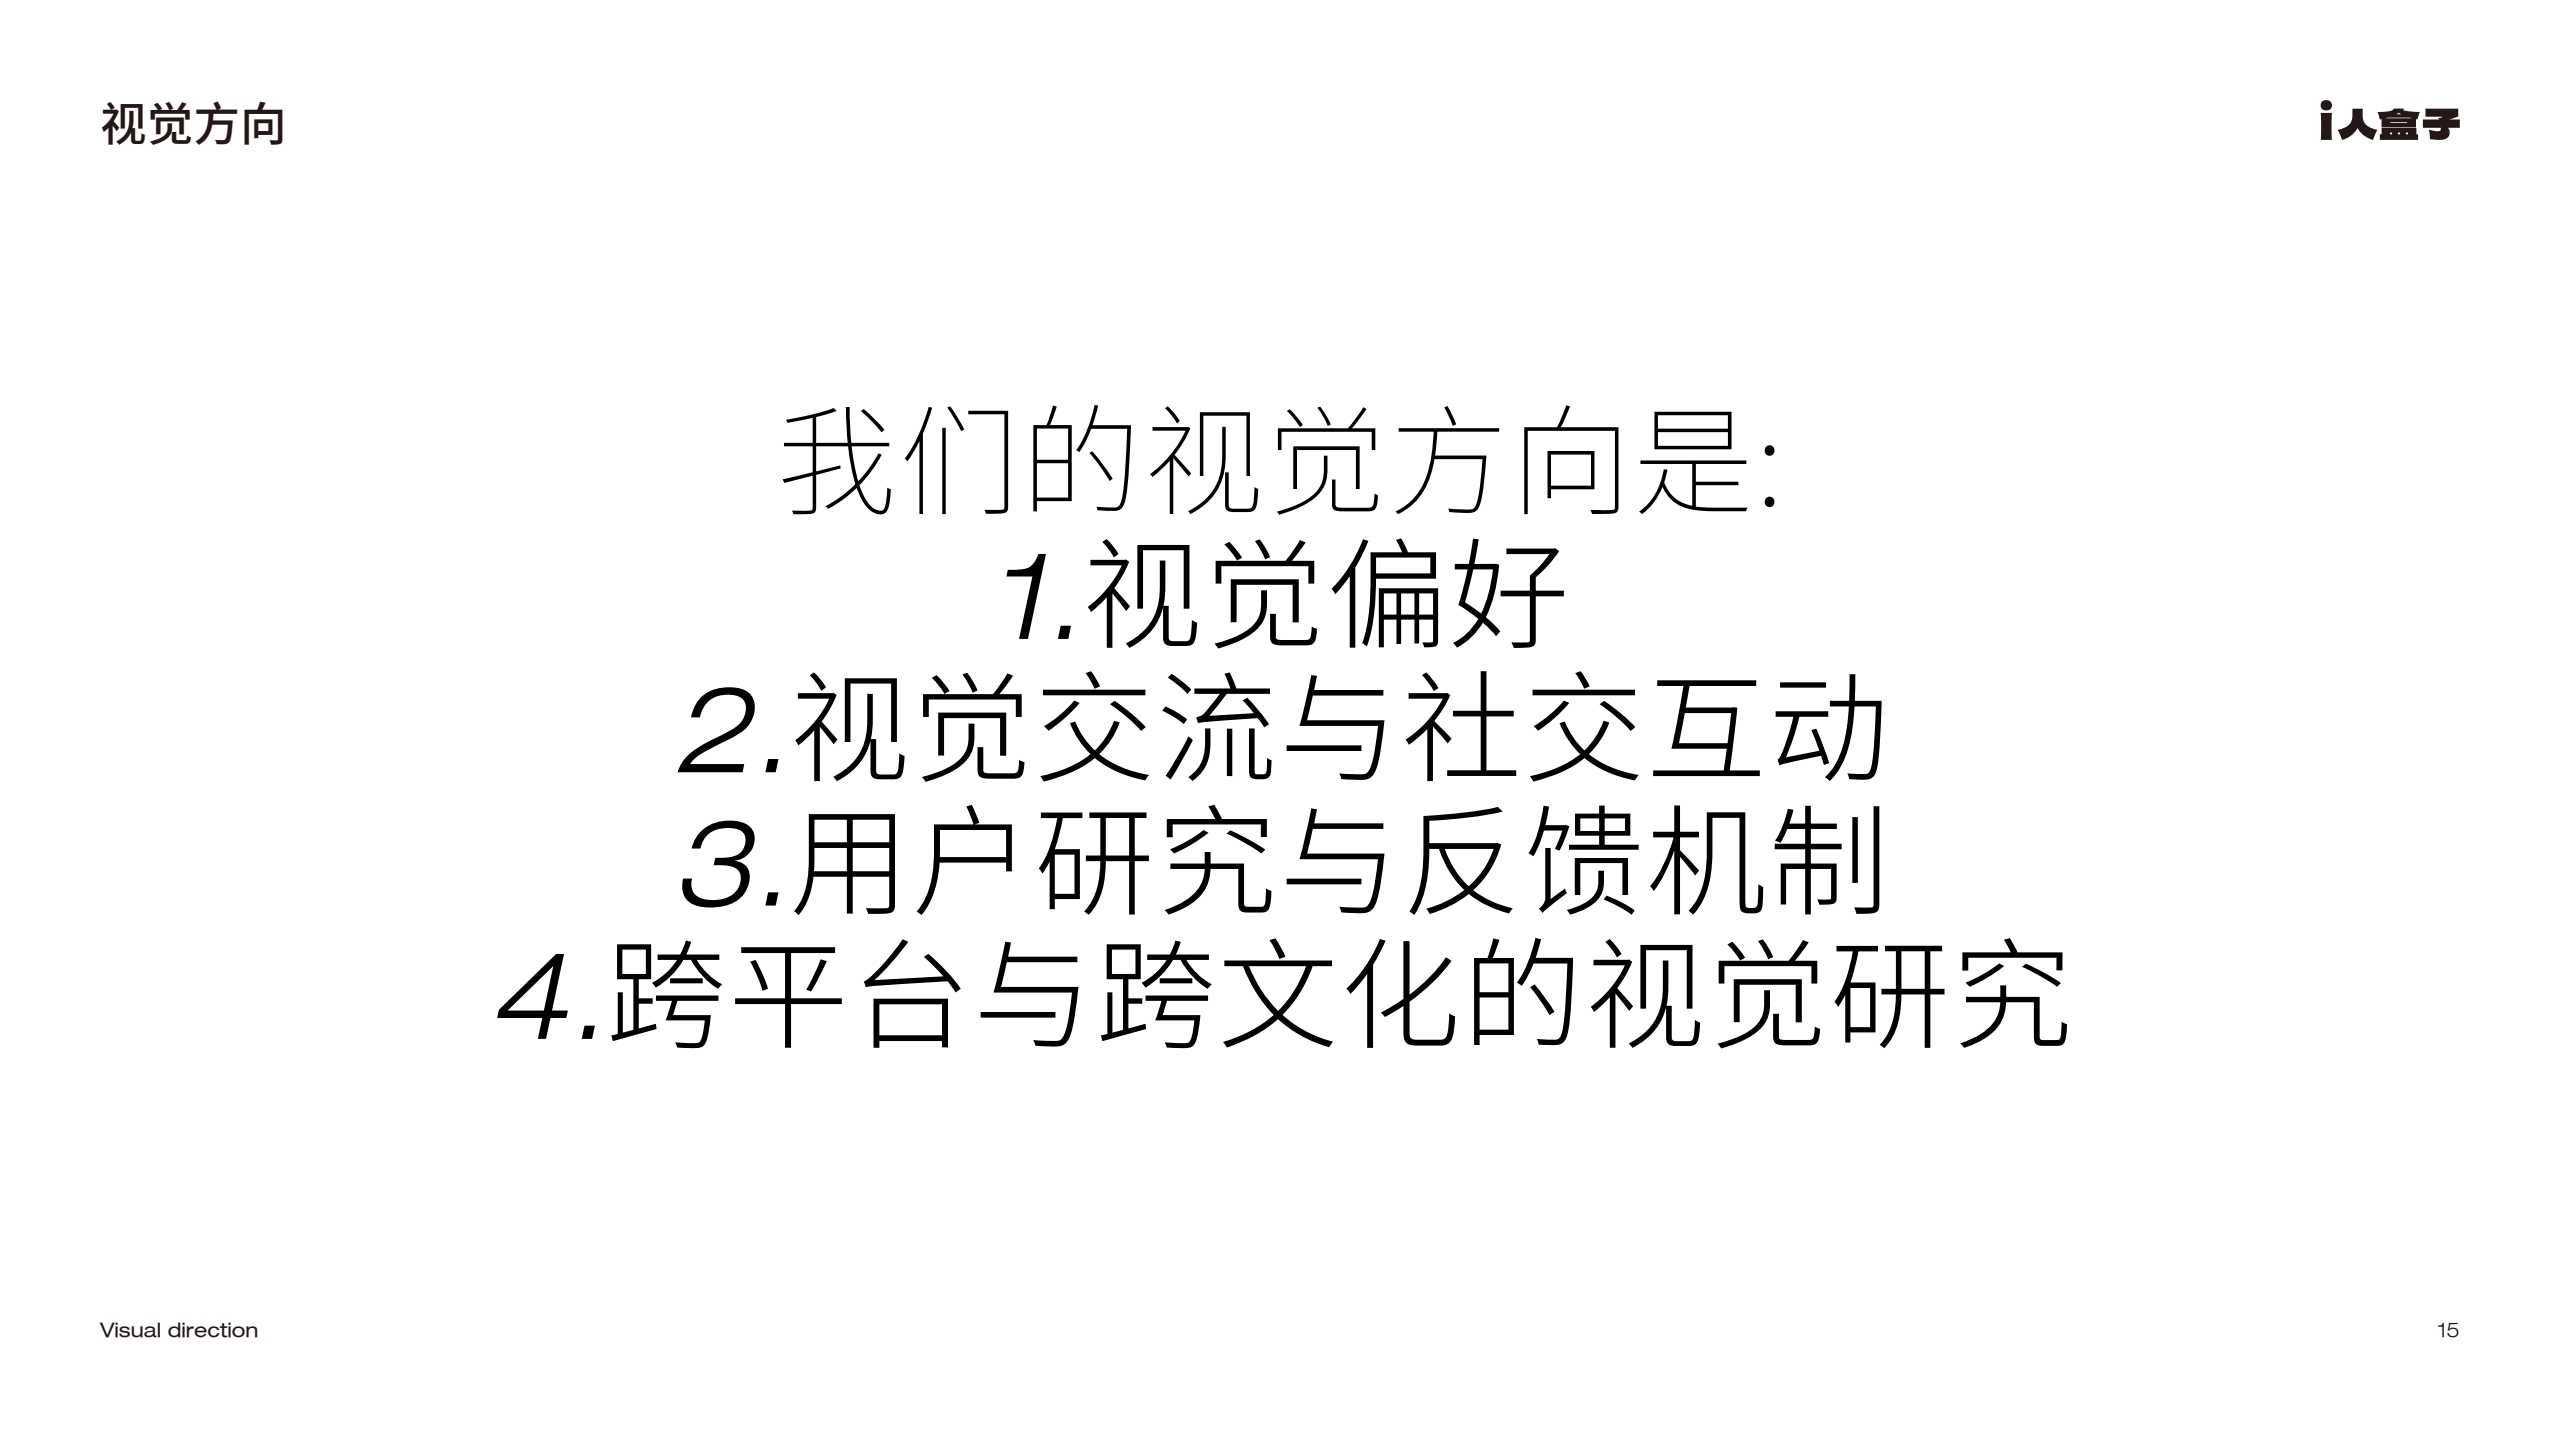 视觉方向
i人盒子
我们的视觉方向是:
1.视觉偏好
2.视觉交流与社交互动
3.用户研究与反馈机制
4.跨平台与跨文化的视觉研究
Visual direction
15